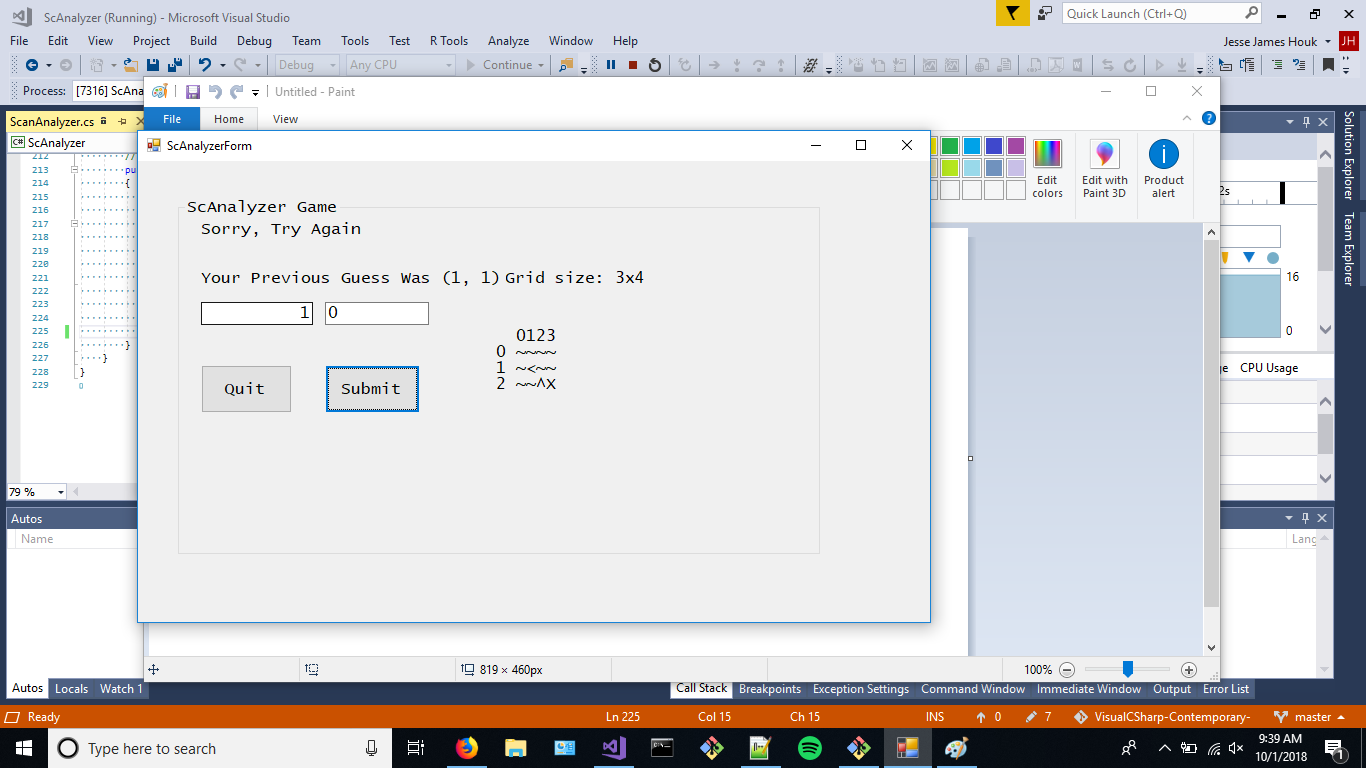 ScAnalyzer (Running) - Microsoft Visual Studio
Quick Launch (Ctrl+Q)
File Edit View Project Build Debug Team Tools Test R Tools Analyze Window Help
Jesse James Houk JH
Debug Any CPU Continue
Process: [7316] ScAna
Untitled - Paint
File Home View
ScanAnalyzer.cs
ScAnalyzer
Edit colors
Edit with Paint 3D
Product alert
Solution Explorer
Team Explorer
212 //
213 pu
214 {
215
216
217
218
219
220
221
222
223
224
225
226 }
227 }
228 }
229
79 %
ScAnalyzerForm
ScAnalyzer Game
Sorry, Try Again
Your Previous Guess Was (1, 1) Grid size: 3x4
1 0
0123
0 ~~~~
1 ~<~~
2 ~~^X
Quit Submit
2s
16
0
ge CPU Usage
Autos
Name
Lang
100%
819 × 460px
Autos Locals Watch 1
Call Stack Breakpoints Exception Settings Command Window Immediate Window Output Error List
Ready Ln 225 Col 15 Ch 15 INS 0 7 VisualCSharp-Contemporary- master
Type here to search
9:39 AM
10/1/2018
1